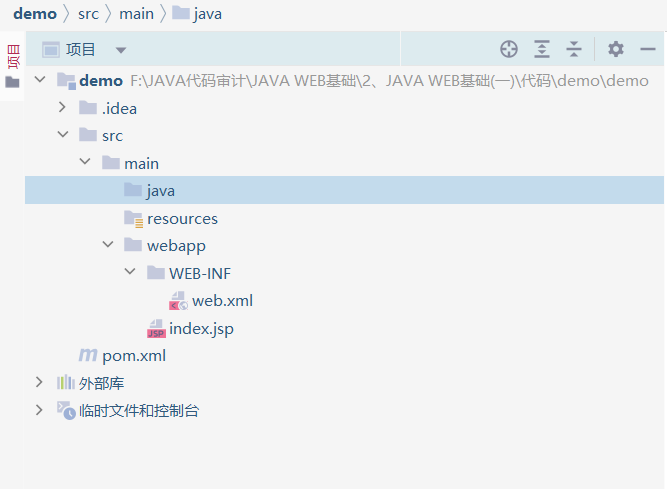 demo 〉 src 〉 main 〉 java
项目
项目
demo F:\JAVA代码审计\JAVA WEB基础\2、JAVA WEB基础(一)\代码\demo\demo
.idea
src
main
java
resources
webapp
WEB-INF
web.xml
JSP index.jsp
m pom.xml
外部库
临时文件和控制台